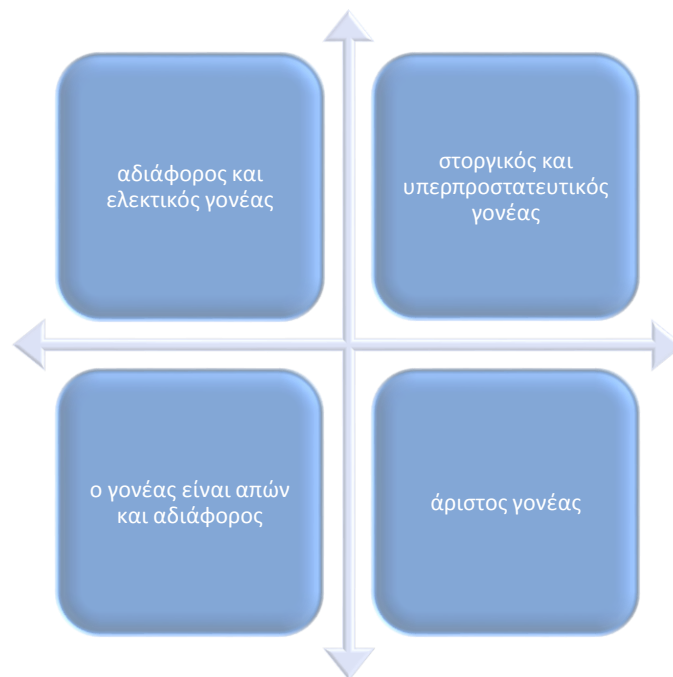 αδιάφορος και
ελεκτικός γονέας
στοργικός και
υπερπροστατευτικός
γονέας
ο γονέας είναι απών
και αδιάφορος
άριστος γονέας